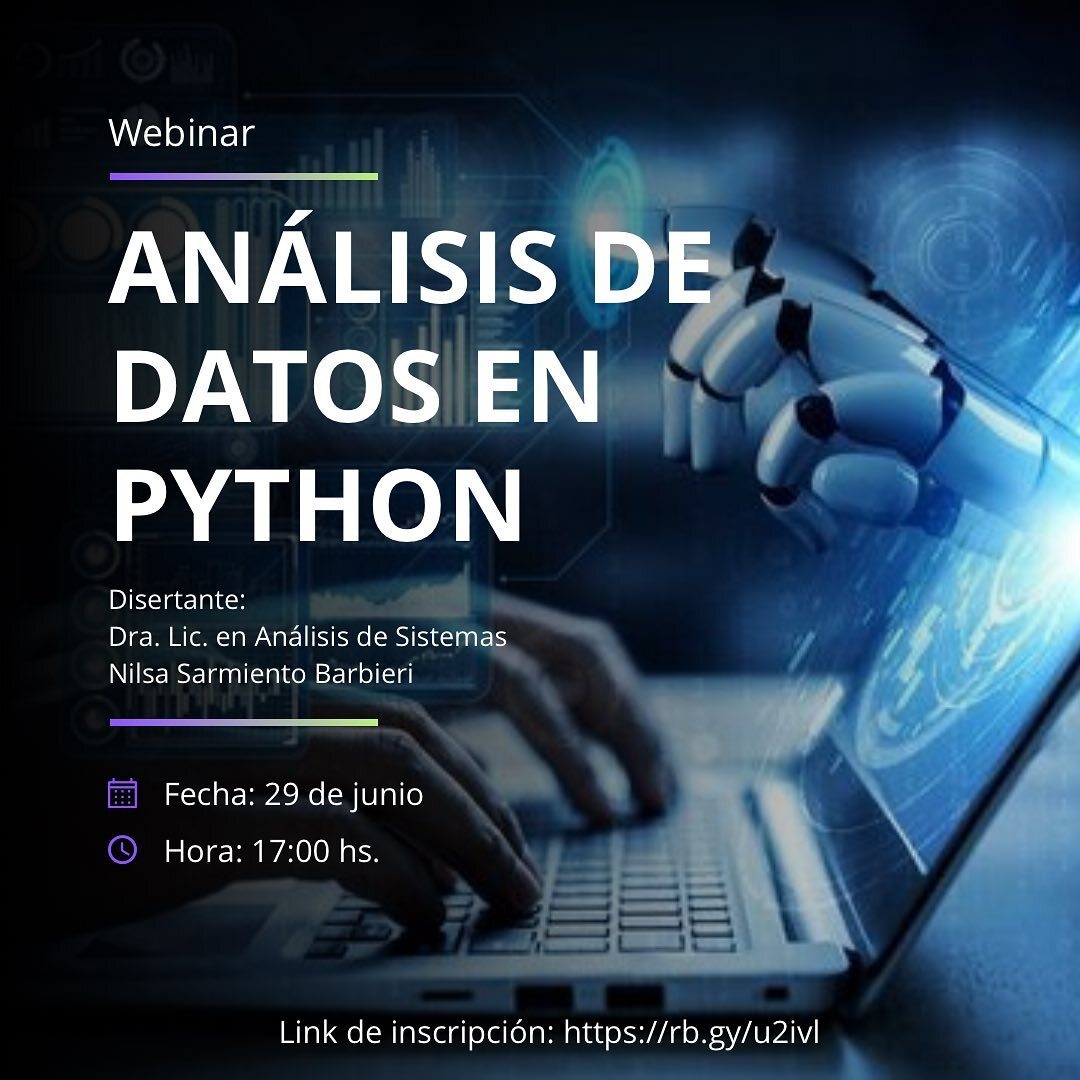 Webinar
ANÁLISIS DE
DATOS EN
PYTHON
Disertante:
Dra. Lic. en Análisis de Sistemas
Nilsa Sarmiento Barbieri
Fecha: 29 de junio
Hora: 17:00 hs.
Link de inscripción: https://rb.gy/u2ivl